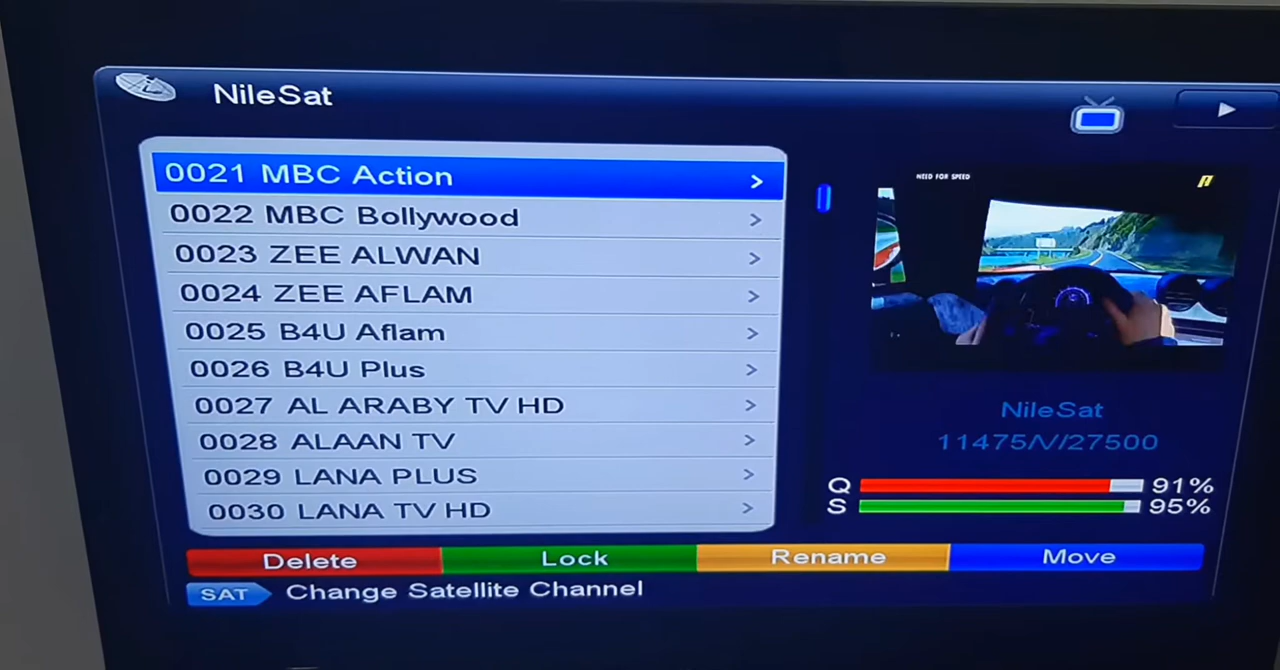 NileSat
0021 MBC Action
0022 MBC Bollywood
0023 ZEE ALWAN
0024 ZEE AFLAM
0025 B4U Aflam
0026 B4U Plus
0027 AL ARABY TV HD
0028 ALAAN TV
0029 LANA PLUS
0030 LANA TV HD
NEED FOR SPEED
NileSat
11475/V/27500
Q 91%
S 95%
Delete Lock Rename Move
SAT Change Satellite Channel